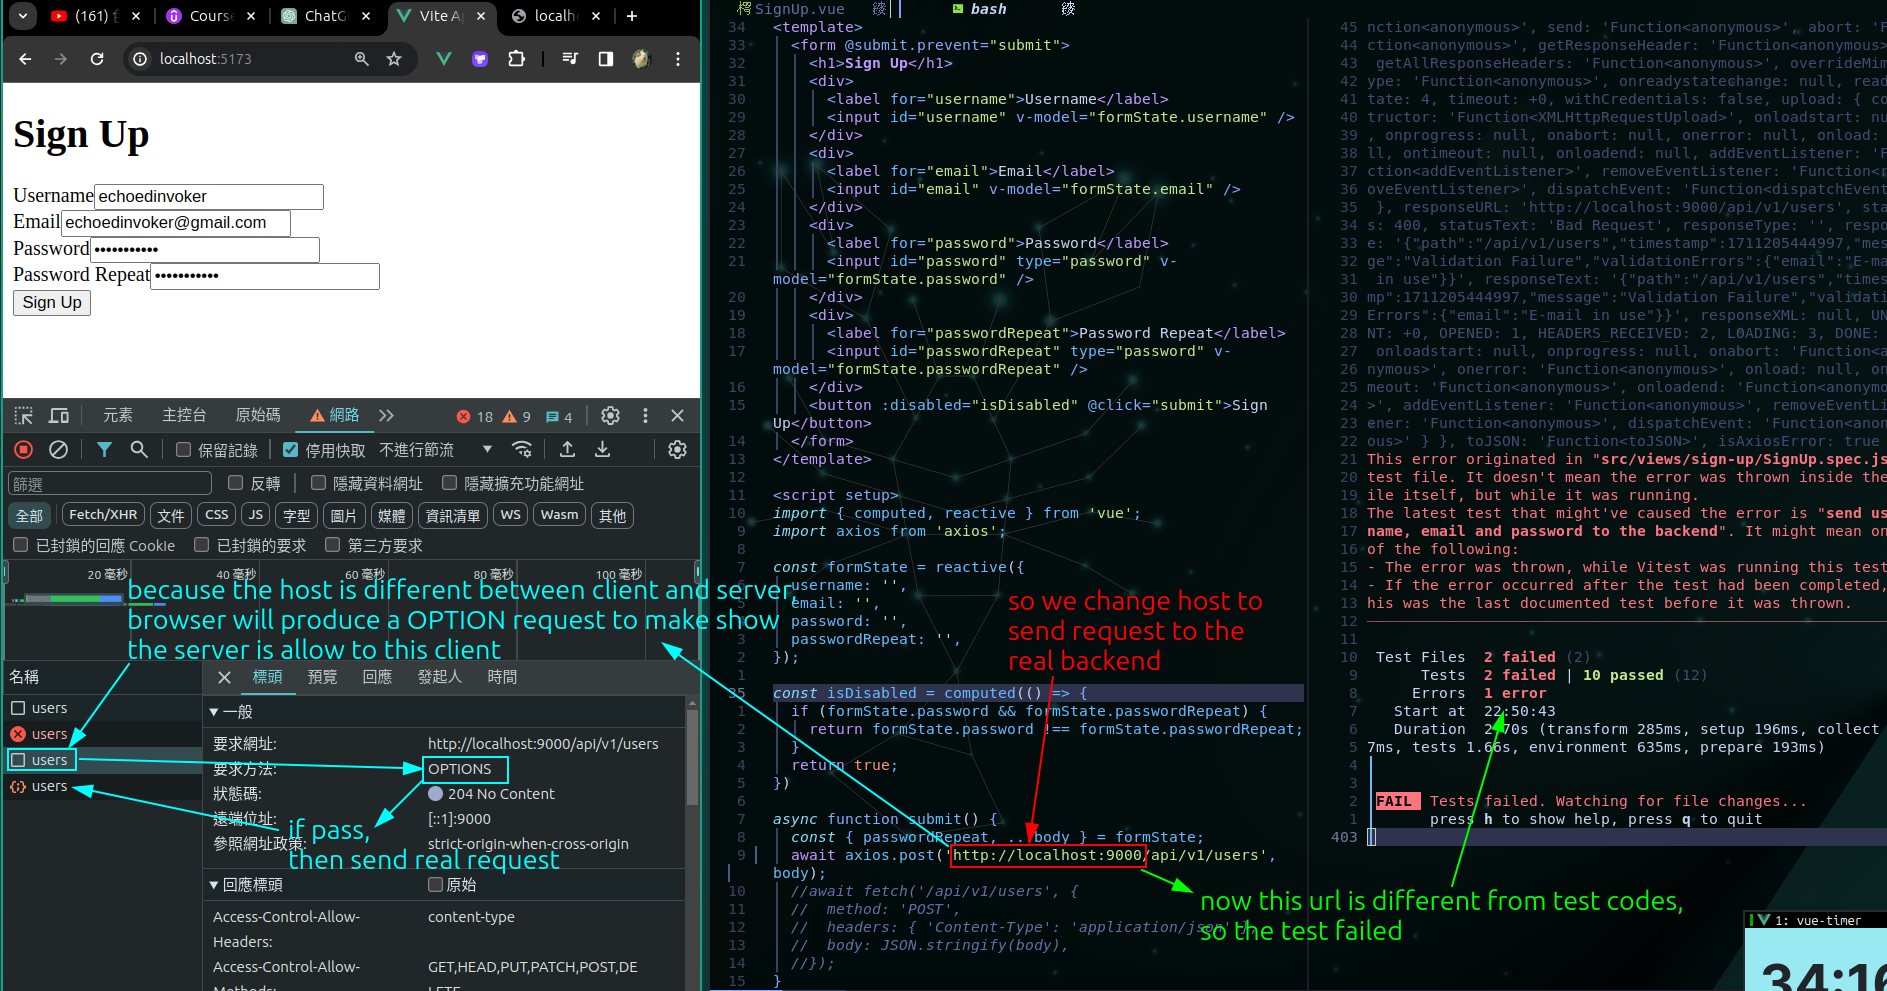 (161)
Course
ChatG
Vite Ap
localh
localhost:5173
Sign Up
Username echoedinvoker
Email echoedinvoker@gmail.com
Password •••••••••••
Password Repeat •••••••••••
Sign Up
元素 主控台 原始碼 網路 18 9 4
保留記錄 停用快取 不進行節流
篩選 反轉 隱藏資料網址 隱藏擴充功能網址
全部 Fetch/XHR 文件 CSS JS 字型 圖片 媒體 資訊清單 WS Wasm 其他
已封鎖的回應 Cookie 已封鎖的要求 第三方要求
20 毫秒 40 毫秒 60 毫秒 80 毫秒 100 毫秒
because the host is different between client and server,
browser will produce a OPTION request to make show
the server is allow to this client
名稱 標頭 預覽 回應 發起人 時間
users
users
users
users
一般
要求網址: http://localhost:9000/api/v1/users
要求方法: OPTIONS
狀態碼: 204 No Content
遠端位址: [::1]:9000
參照網址政策: strict-origin-when-cross-origin
if pass,
then send real request
回應標頭 原始
Access-Control-Allow- content-type
Headers:
Access-Control-Allow- GET,HEAD,PUT,PATCH,POST,DE
SignUp.vue
bash
34 <template>
33 <form @submit.prevent="submit">
32 <h1>Sign Up</h1>
31 <div>
30 <label for="username">Username</label>
29 <input id="username" v-model="formState.username" />
28 </div>
27 <div>
26 <label for="email">Email</label>
25 <input id="email" v-model="formState.email" />
24 </div>
23 <div>
22 <label for="password">Password</label>
21 <input id="password" type="password" v-
model="formState.password" />
20 </div>
19 <div>
18 <label for="passwordRepeat">Password Repeat</label>
17 <input id="passwordRepeat" type="password" v-
model="formState.passwordRepeat" />
16 </div>
15 <button :disabled="isDisabled" @click="submit">Sign
Up</button>
14 </form>
13 </template>
12
11 <script setup>
10 import { computed, reactive } from 'vue';
9 import axios from 'axios';
8
7 const formState = reactive({
username: '',
email: '',
password: '',
3 passwordRepeat: '',
2 });
1
35 const isDisabled = computed(() => {
1 if (formState.password && formState.passwordRepeat) {
2 return formState.password !== formState.passwordRepeat;
3 }
4 return true;
5 })
6
7 async function submit() {
8 const { passwordRepeat, ...body } = formState;
9 await axios.post('http://localhost:9000/api/v1/users',
body);
10 //await fetch('/api/v1/users', {
11 // method: 'POST',
12 // headers: { 'Content-Type': 'application/json' },
13 // body: JSON.stringify(body),
14 //});
15 }
so we change host to
send request to the
real backend
45 nction<anonymous>', send: 'Function<anonymous>', abort: 'F
44 ction<anonymous>', getResponseHeader: 'Function<anonymous>
43 getAllResponseHeaders: 'Function<anonymous>', overrideMim
42 ype: 'Function<anonymous>', onreadystatechange: null, read
41 tate: 4, timeout: +0, withCredentials: false, upload: { co
40 tructor: 'Function<XMLHttpRequestUpload>', onloadstart: nu
39 , onprogress: null, onabort: null, onerror: null, onload:
38 ll, ontimeout: null, onloadend: null, addEventListener: 'F
37 ction<addEventListener>', removeEventListener: 'Function<r
36 oveEventListener>', dispatchEvent: 'Function<dispatchEvent
35 }, responseURL: 'http://localhost:9000/api/v1/users', sta
34 s: 400, statusText: 'Bad Request', responseType: '', respo
33 e: '{"path":"/api/v1/users","timestamp":1711205444997,"mes
32 ge":"Validation Failure","validationErrors":{"email":"E-ma
31 in use"}}', responseText: '{"path":"/api/v1/users","times
30 mp":1711205444997,"message":"Validation Failure","validati
29 Errors":{"email":"E-mail in use"}}', responseXML: null, UN
28 NT: +0, OPENED: 1, HEADERS_RECEIVED: 2, LOADING: 3, DONE:
27 onloadstart: null, onprogress: null, onabort: 'Function<a
26 nymous>', onerror: 'Function<anonymous>', onload: null, on
25 meout: 'Function<anonymous>', onloadend: 'Function<anonymou
24 >', addEventListener: 'Function<anonymous>', removeEventLi
23 ener: 'Function<anonymous>', dispatchEvent: 'Function<anon
22 ous>' } }, toJSON: 'Function<toJSON>', isAxiosError: true
21 This error originated in "src/views/sign-up/SignUp.spec.js
20 test file. It doesn't mean the error was thrown inside the
19 ile itself, but while it was running.
18 The latest test that might've caused the error is "send us
17 name, email and password to the backend". It might mean on
16 of the following:
15 - The error was thrown, while Vitest was running this test
14 - If the error occurred after the test had been completed,
13 his was the last documented test before it was thrown.
12
11
10 Test Files 2 failed (2)
9 Tests 2 failed | 10 passed (12)
8 Errors 1 error
7 Start at 22:50:43
6 Duration 2.70s (transform 285ms, setup 196ms, collect
5 7ms, tests 1.66s, environment 635ms, prepare 193ms)
4
3
2 FAIL Tests failed. Watching for file changes...
1 press h to show help, press q to quit
403
now this url is different from test codes,
so the test failed
1: vue-timer
34:16